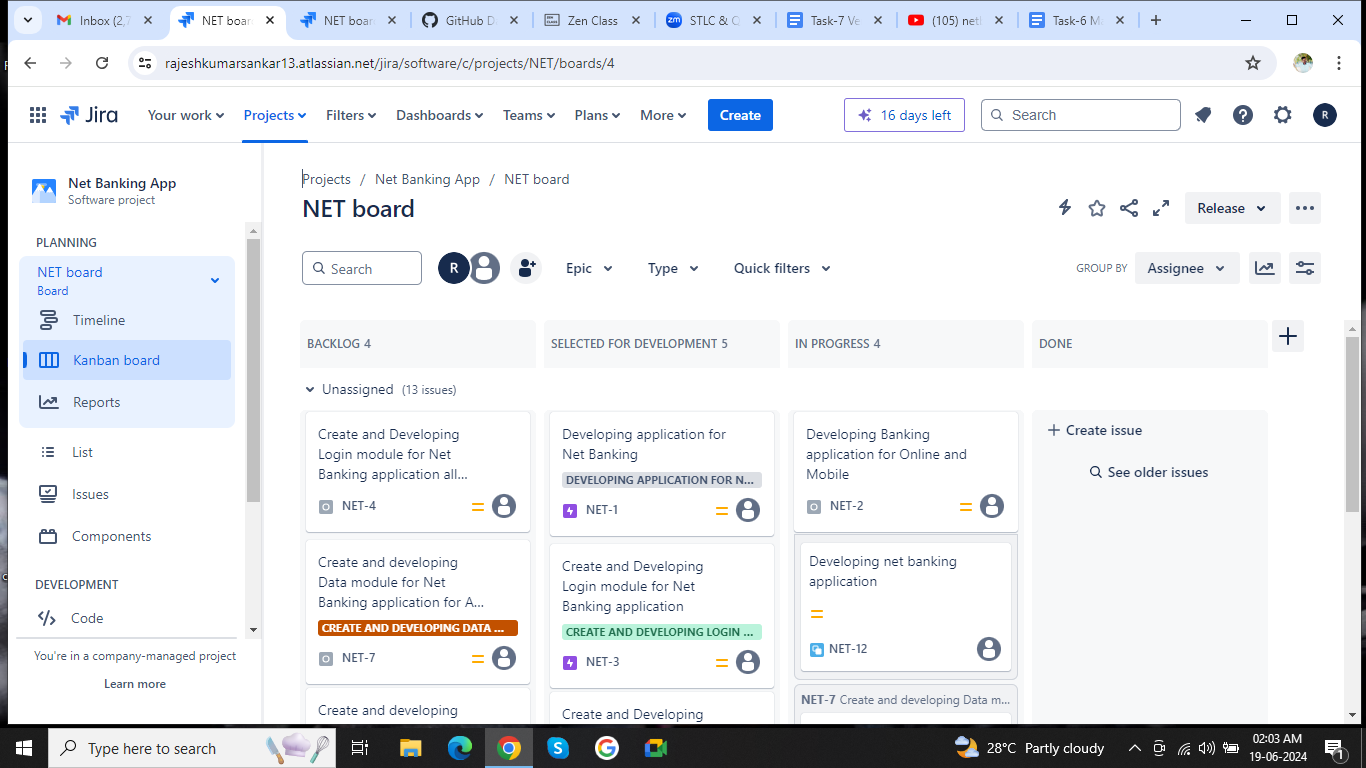 Inbox (2,7
NET boar
NET boar
GitHub D
Zen Class
STLC & C
Task-7 Ve
(105) net
Task-6 M
rajeshkumarsankar13.atlassian.net/jira/software/c/projects/NET/boards/4
Jira
Your work
Projects
Filters
Dashboards
Teams
Plans
More
Create
16 days left
Search
R
Net Banking App
Software project
PLANNING
NET board
Board
Timeline
Kanban board
Reports
List
Issues
Components
DEVELOPMENT
Code
You're in a company-managed project
Learn more
Projects / Net Banking App / NET board
NET board
Release
Search
R
Epic
Type
Quick filters
GROUP BY
Assignee
BACKLOG 4
SELECTED FOR DEVELOPMENT 5
IN PROGRESS 4
DONE
Unassigned (13 issues)
Create and Developing
Login module for Net
Banking application all...
NET-4
Create and developing
Data module for Net
Banking application for A...
CREATE AND DEVELOPING DATA ...
NET-7
Create and developing
Developing application for
Net Banking
DEVELOPING APPLICATION FOR N...
NET-1
Create and Developing
Login module for Net
Banking application
CREATE AND DEVELOPING LOGIN ...
NET-3
Create and Developing
Developing Banking
application for Online and
Mobile
NET-2
Developing net banking
application
NET-12
NET-7 Create and developing Data m...
Create issue
See older issues
Type here to search
28°C Partly cloudy
02:03 AM
19-06-2024
1